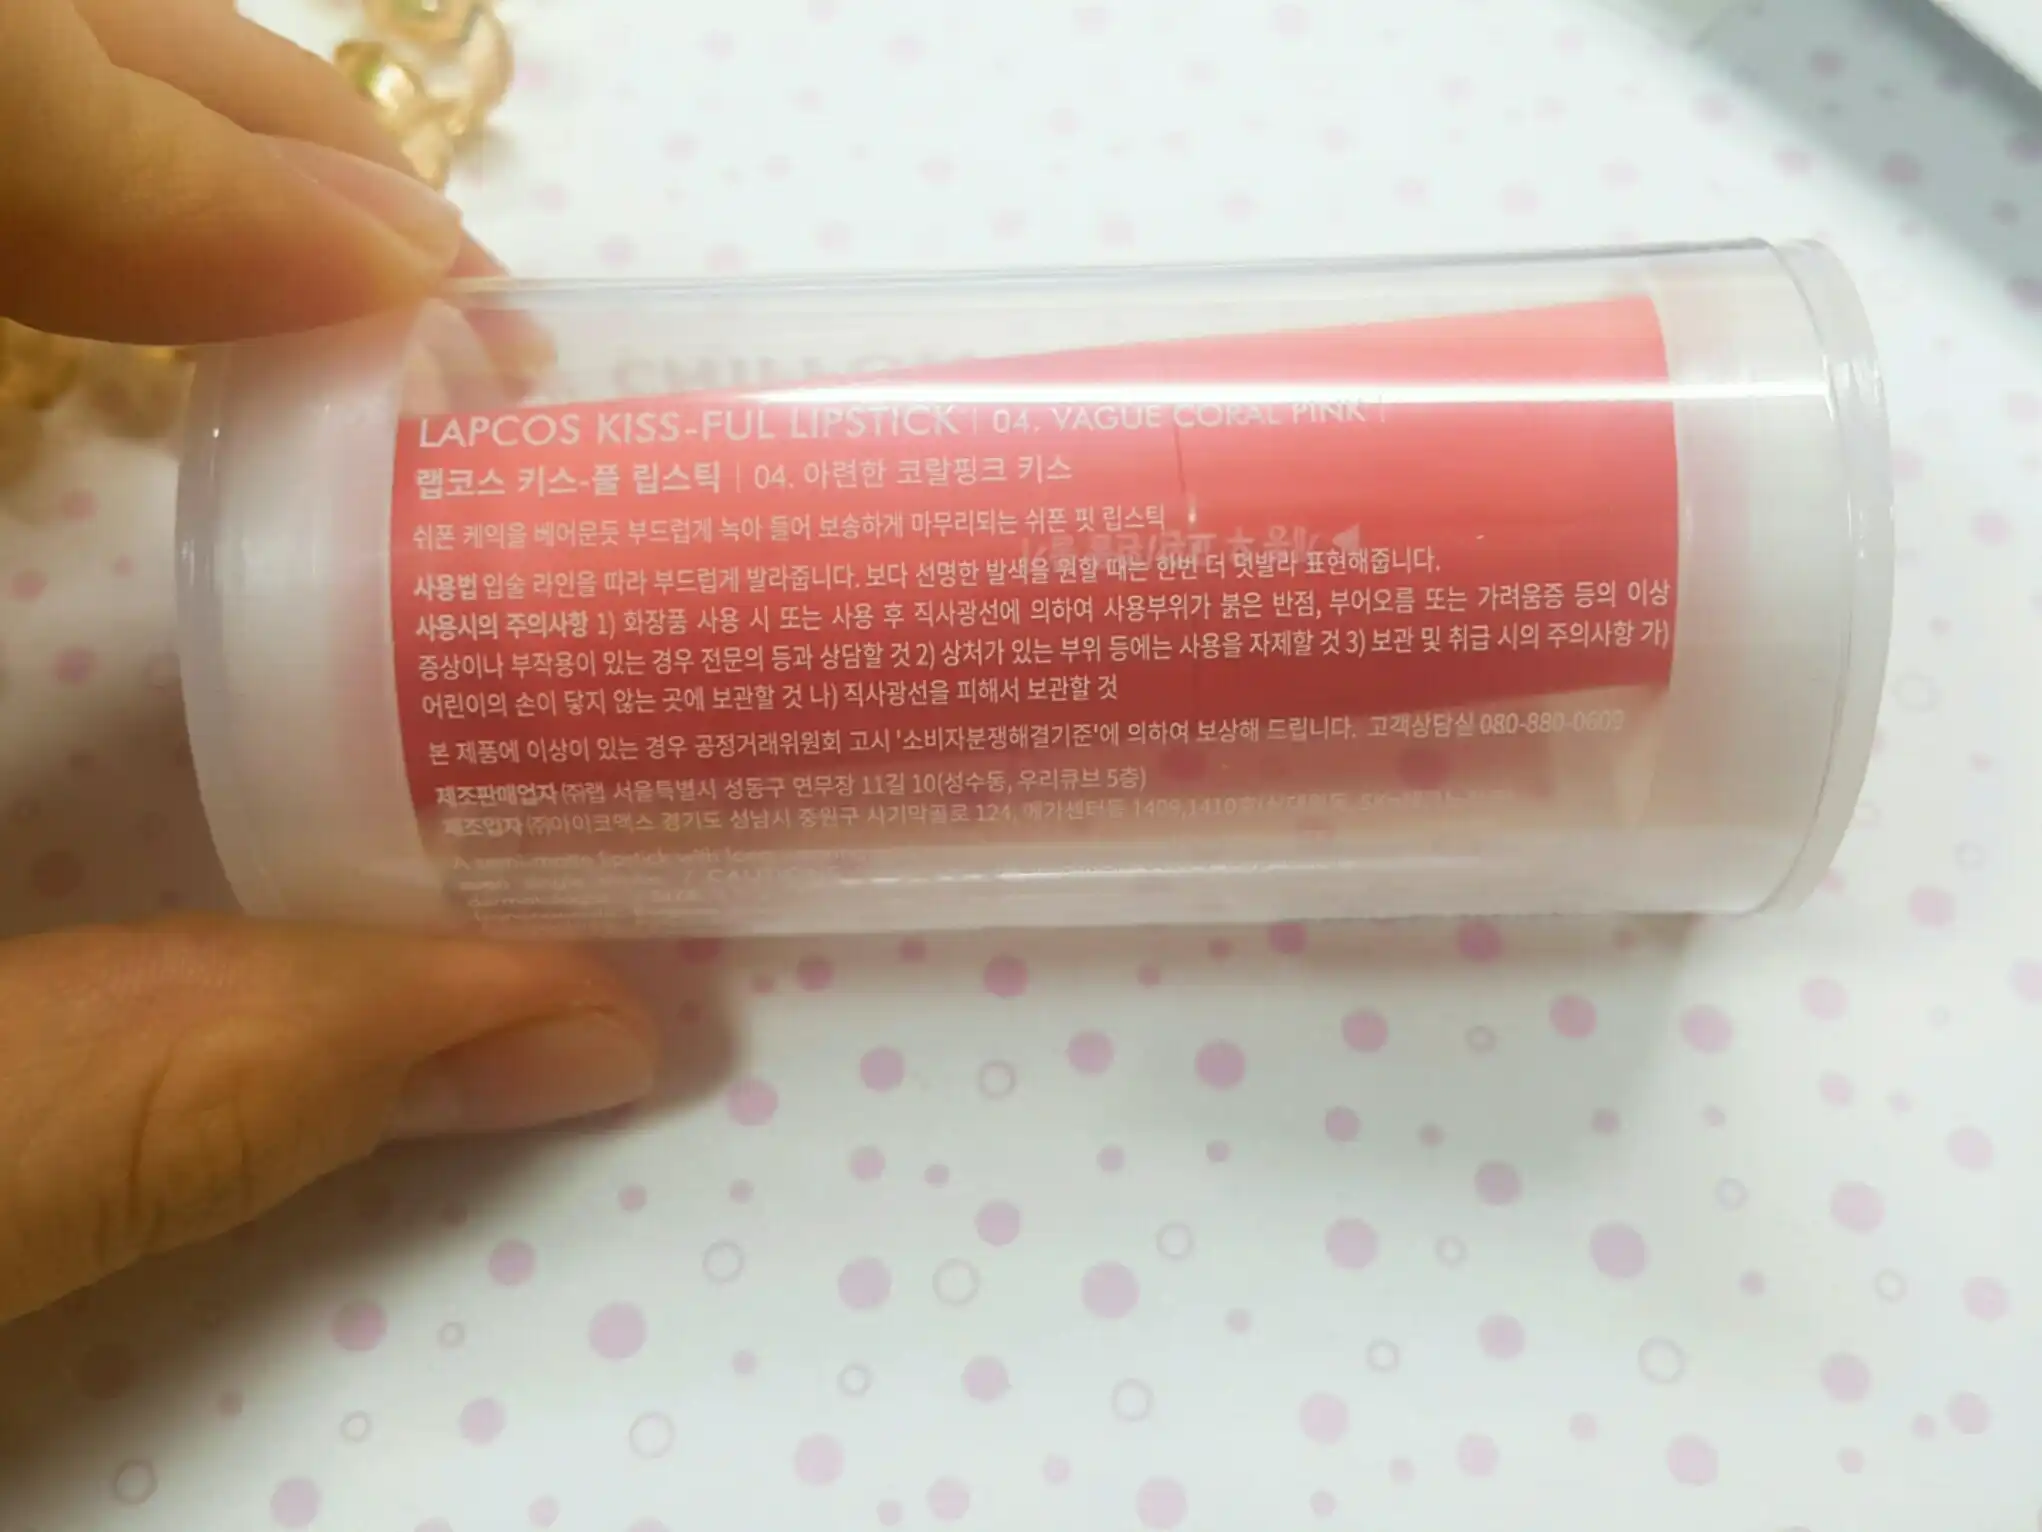 LAPCOS KISS-FUL LIPSTICK | 04. VAGUE CORAL PINK |
랩코스 키스-풀 립스틱 | 04. 아련한 코랄핑크 키스
쉬폰 케익을 베어문듯 부드럽게 녹아 들어 보송하게 마무리되는 쉬폰 핏 립스틱
사용법 입술 라인을 따라 부드럽게 발라줍니다. 보다 선명한 발색을 원할 때는 한번 더 덧발라 표현해줍니다.
사용시의 주의사항 1) 화장품 사용 시 또는 사용 후 직사광선에 의하여 사용부위가 붉은 반점, 부어오름 또는 가려움증 등의 이상
증상이나 부작용이 있는 경우 전문의 등과 상담할 것 2) 상처가 있는 부위 등에는 사용을 자제할 것 3) 보관 및 취급 시의 주의사항 가)
어린이의 손이 닿지 않는 곳에 보관할 것 나) 직사광선을 피해서 보관할 것
본 제품에 이상이 있는 경우 공정거래위원회 고시 '소비자분쟁해결기준'에 의하여 보상해 드립니다. 고객상담실 080-880-0609
제조판매업자 ㈜랩 서울특별시 성동구 연무장 11길 10(성수동, 우리큐브 5층)
제조업자 ㈜아이코맥스 경기도 성남시 중원구 사기막골로 124, 메가센터동 1409,1410호
A semi-matte lipstick with long